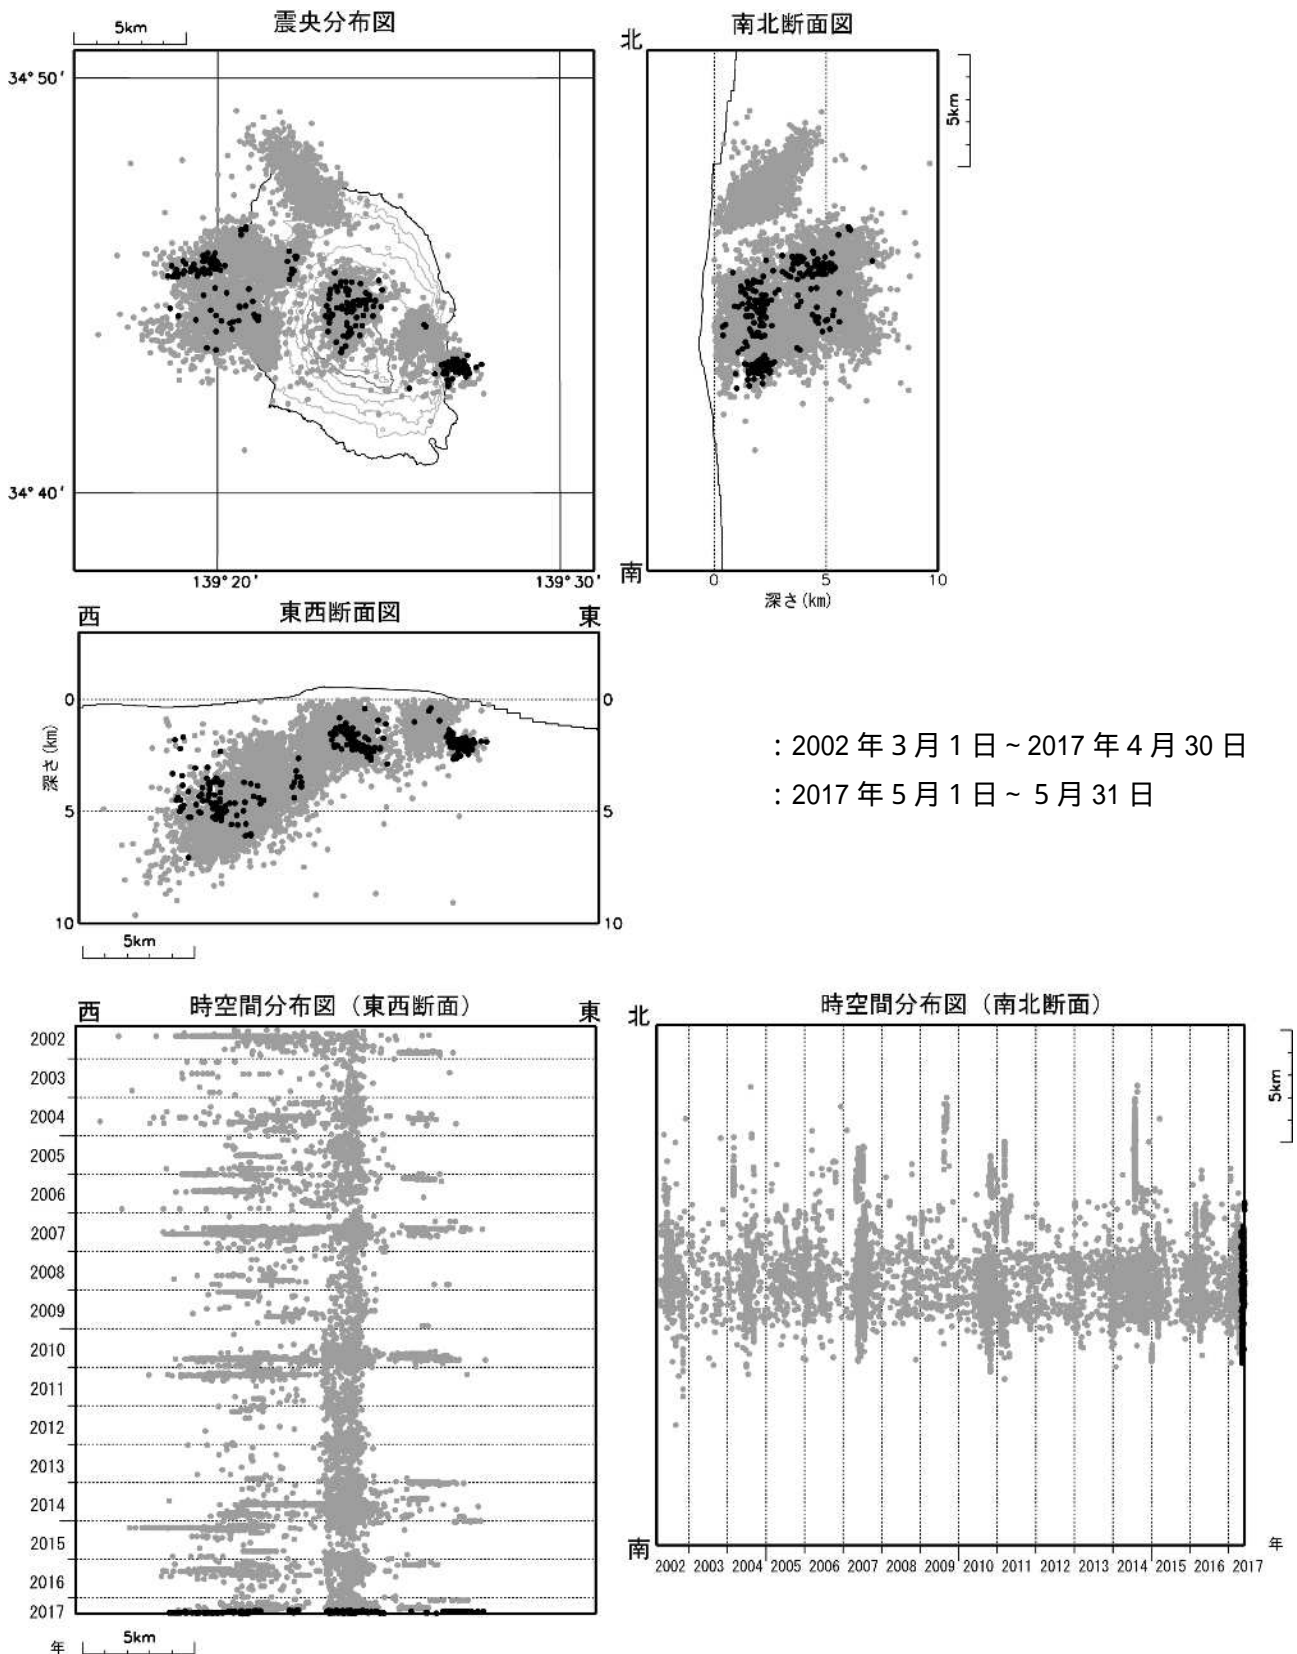 震央分布図
5km
34°50'
34°40'
139°20'
139°30'
南北断面図
北
南
5km
0
5
10
深さ(km)
東西断面図
西
東
0
5
10
深さ(km)
0
5
10
5km
: 2002 年 3 月 1 日 ~ 2017 年 4 月 30 日
: 2017 年 5 月 1 日 ~ 5 月 31 日
時空間分布図(東西断面)
西
東
2002
2003
2004
2005
2006
2007
2008
2009
2010
2011
2012
2013
2014
2015
2016
2017
年
5km
時空間分布図(南北断面)
北
南
5km
2002 2003 2004 2005 2006 2007 2008 2009 2010 2011 2012 2013 2014 2015 2016 2017
年